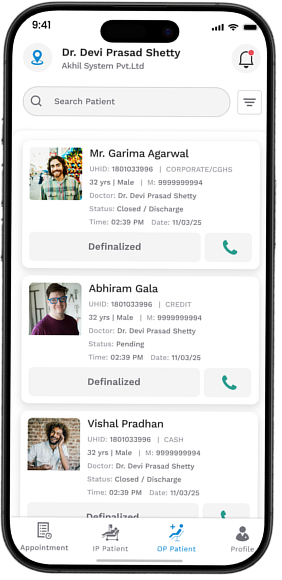 9:41
Dr. Devi Prasad Shetty
Akhil System Pvt.Ltd
Search Patient
Mr. Garima Agarwal
UHID: 1801033996 | CORPORATE/CGHS
32 yrs | Male | M: 9999999994
Doctor: Dr. Devi Prasad Shetty
Status: Closed / Discharge
Time: 02:39 PM Date: 11/03/25
Definalized
Abhiram Gala
UHID: 1801033996 | CREDIT
32 yrs | Male | M: 9999999994
Doctor: Dr. Devi Prasad Shetty
Status: Pending
Time: 02:39 PM Date: 11/03/25
Definalized
Vishal Pradhan
UHID: 1801033996 | CASH
32 yrs | Male | M: 9999999994
Doctor: Dr. Devi Prasad Shetty
Status: Closed / Discharge
Time: 02:39 PM Date: 11/03/25
Definalized
Appointment IP Patient OP Patient Profile